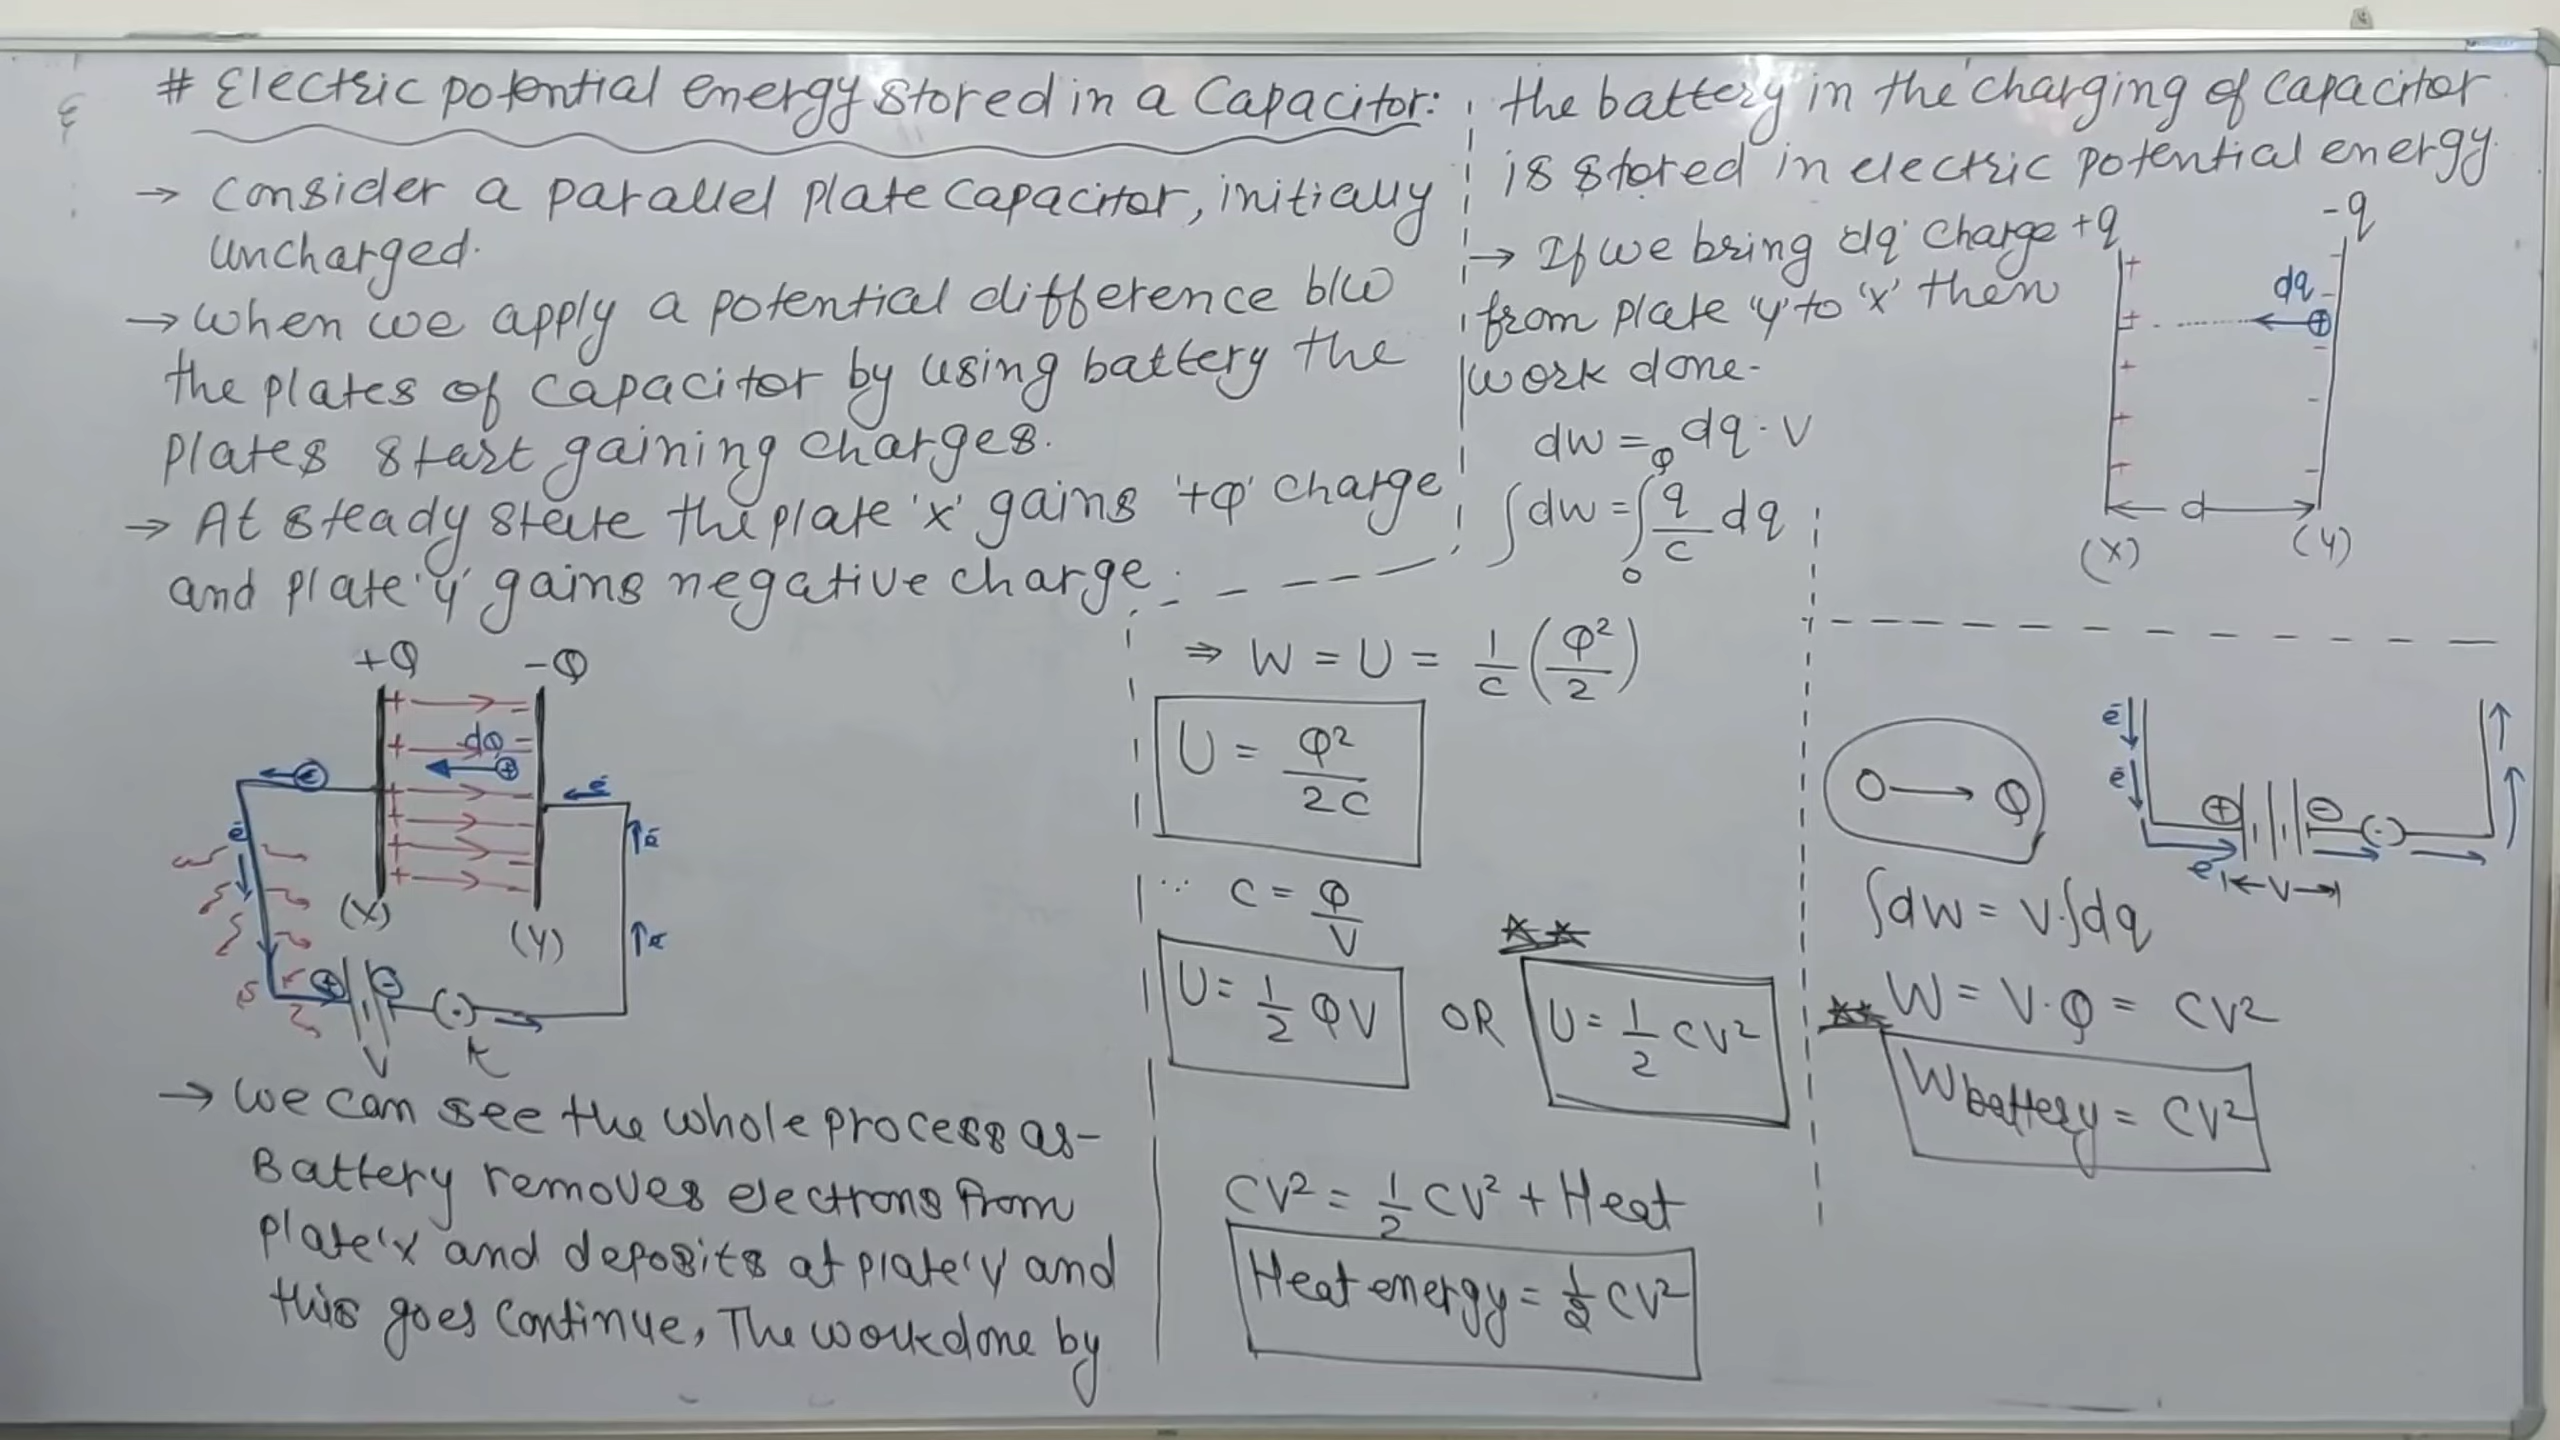 # Electric potential energy stored in a Capacitor:
→ Consider a parallel plate capacitor, initially
uncharged.
→ when we apply a potential difference b/w
the plates of capacitor by using battery the
plates start gaining charges.
→ At steady state the plate 'x' gains '+Q' charge
and plate 'y' gains negative charge.
+Q -Q
dQ
e
e
e
e
e
(X)
(Y)
V
K
→ we can see the whole process as-
Battery removes electrons from
plate 'x and deposits at plate 'y' and
this goes continue, The work done by
the battery in the charging of capacitor
is stored in electric potential energy.
→ If we bring 'dq' charge
from plate 'y' to 'x' then
work done-
dw = dq · V
∫dw = ∫₀^Q q/C dq
+q
-q
dq
d
(X) (Y)
⇒ W = U = 1/C (Q²/2)
U = Q²/2C
∵ C = Q/V
U = 1/2 QV OR U = 1/2 CV²
CV² = 1/2 CV² + Heat
Heat energy = 1/2 CV²
O → Q
ē
ē
e
V
∫dw = V·∫dq
W = V·Q = CV²
W battery = CV²